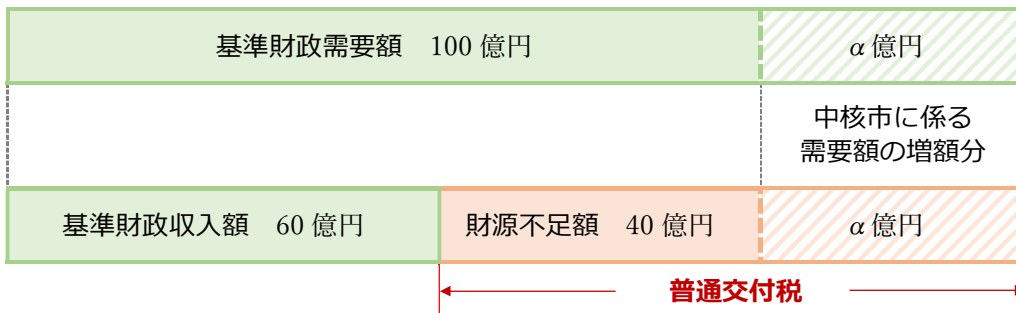 基準財政需要額 100 億円
α 億円
中核市に係る
需要額の増額分
基準財政収入額 60 億円
財源不足額 40 億円
α 億円
普通交付税